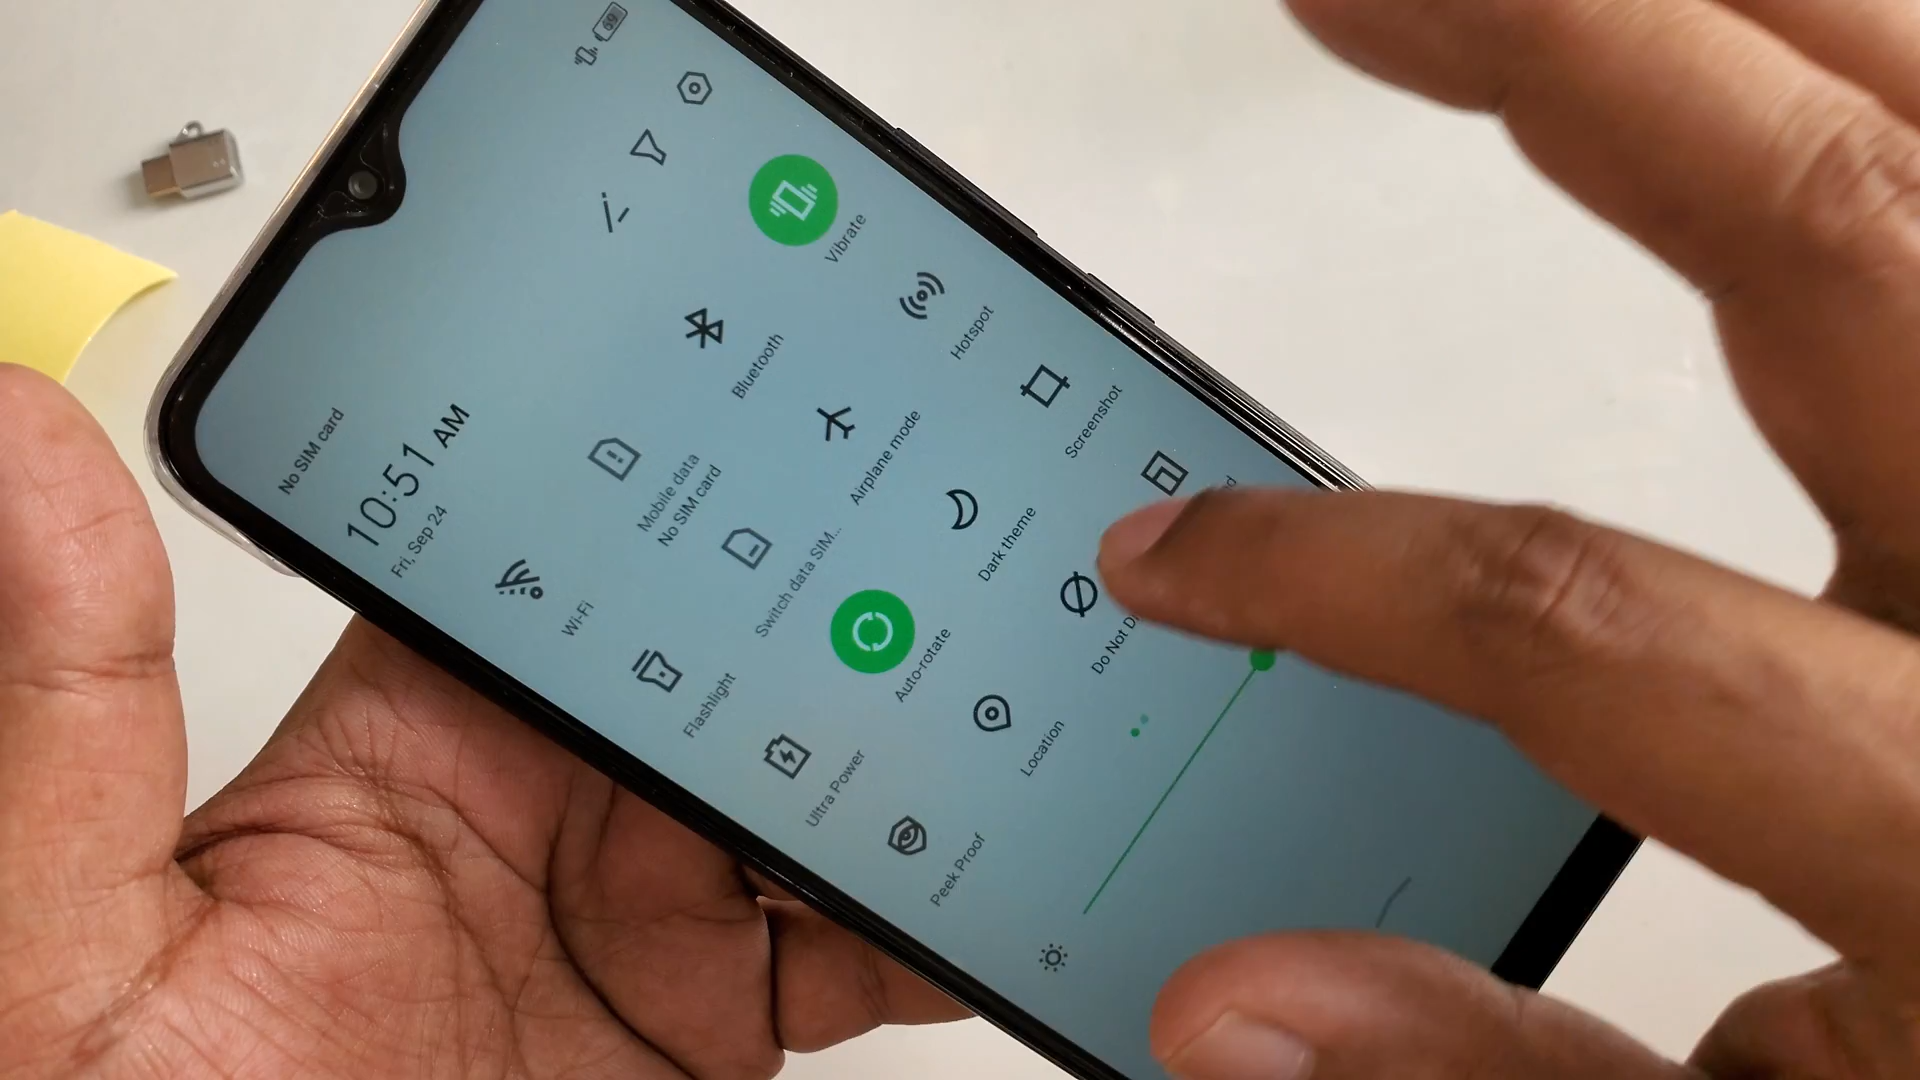 69
No SIM card
10:51 AM
Fri, Sep 24
Vibrate
Bluetooth
Mobile data
No SIM card
Wi-Fi
Hotspot
Airplane mode
Switch data SIM...
Flashlight
Screenshot
Dark theme
Auto-rotate
Ultra Power
Do Not
Location
Peek Proof